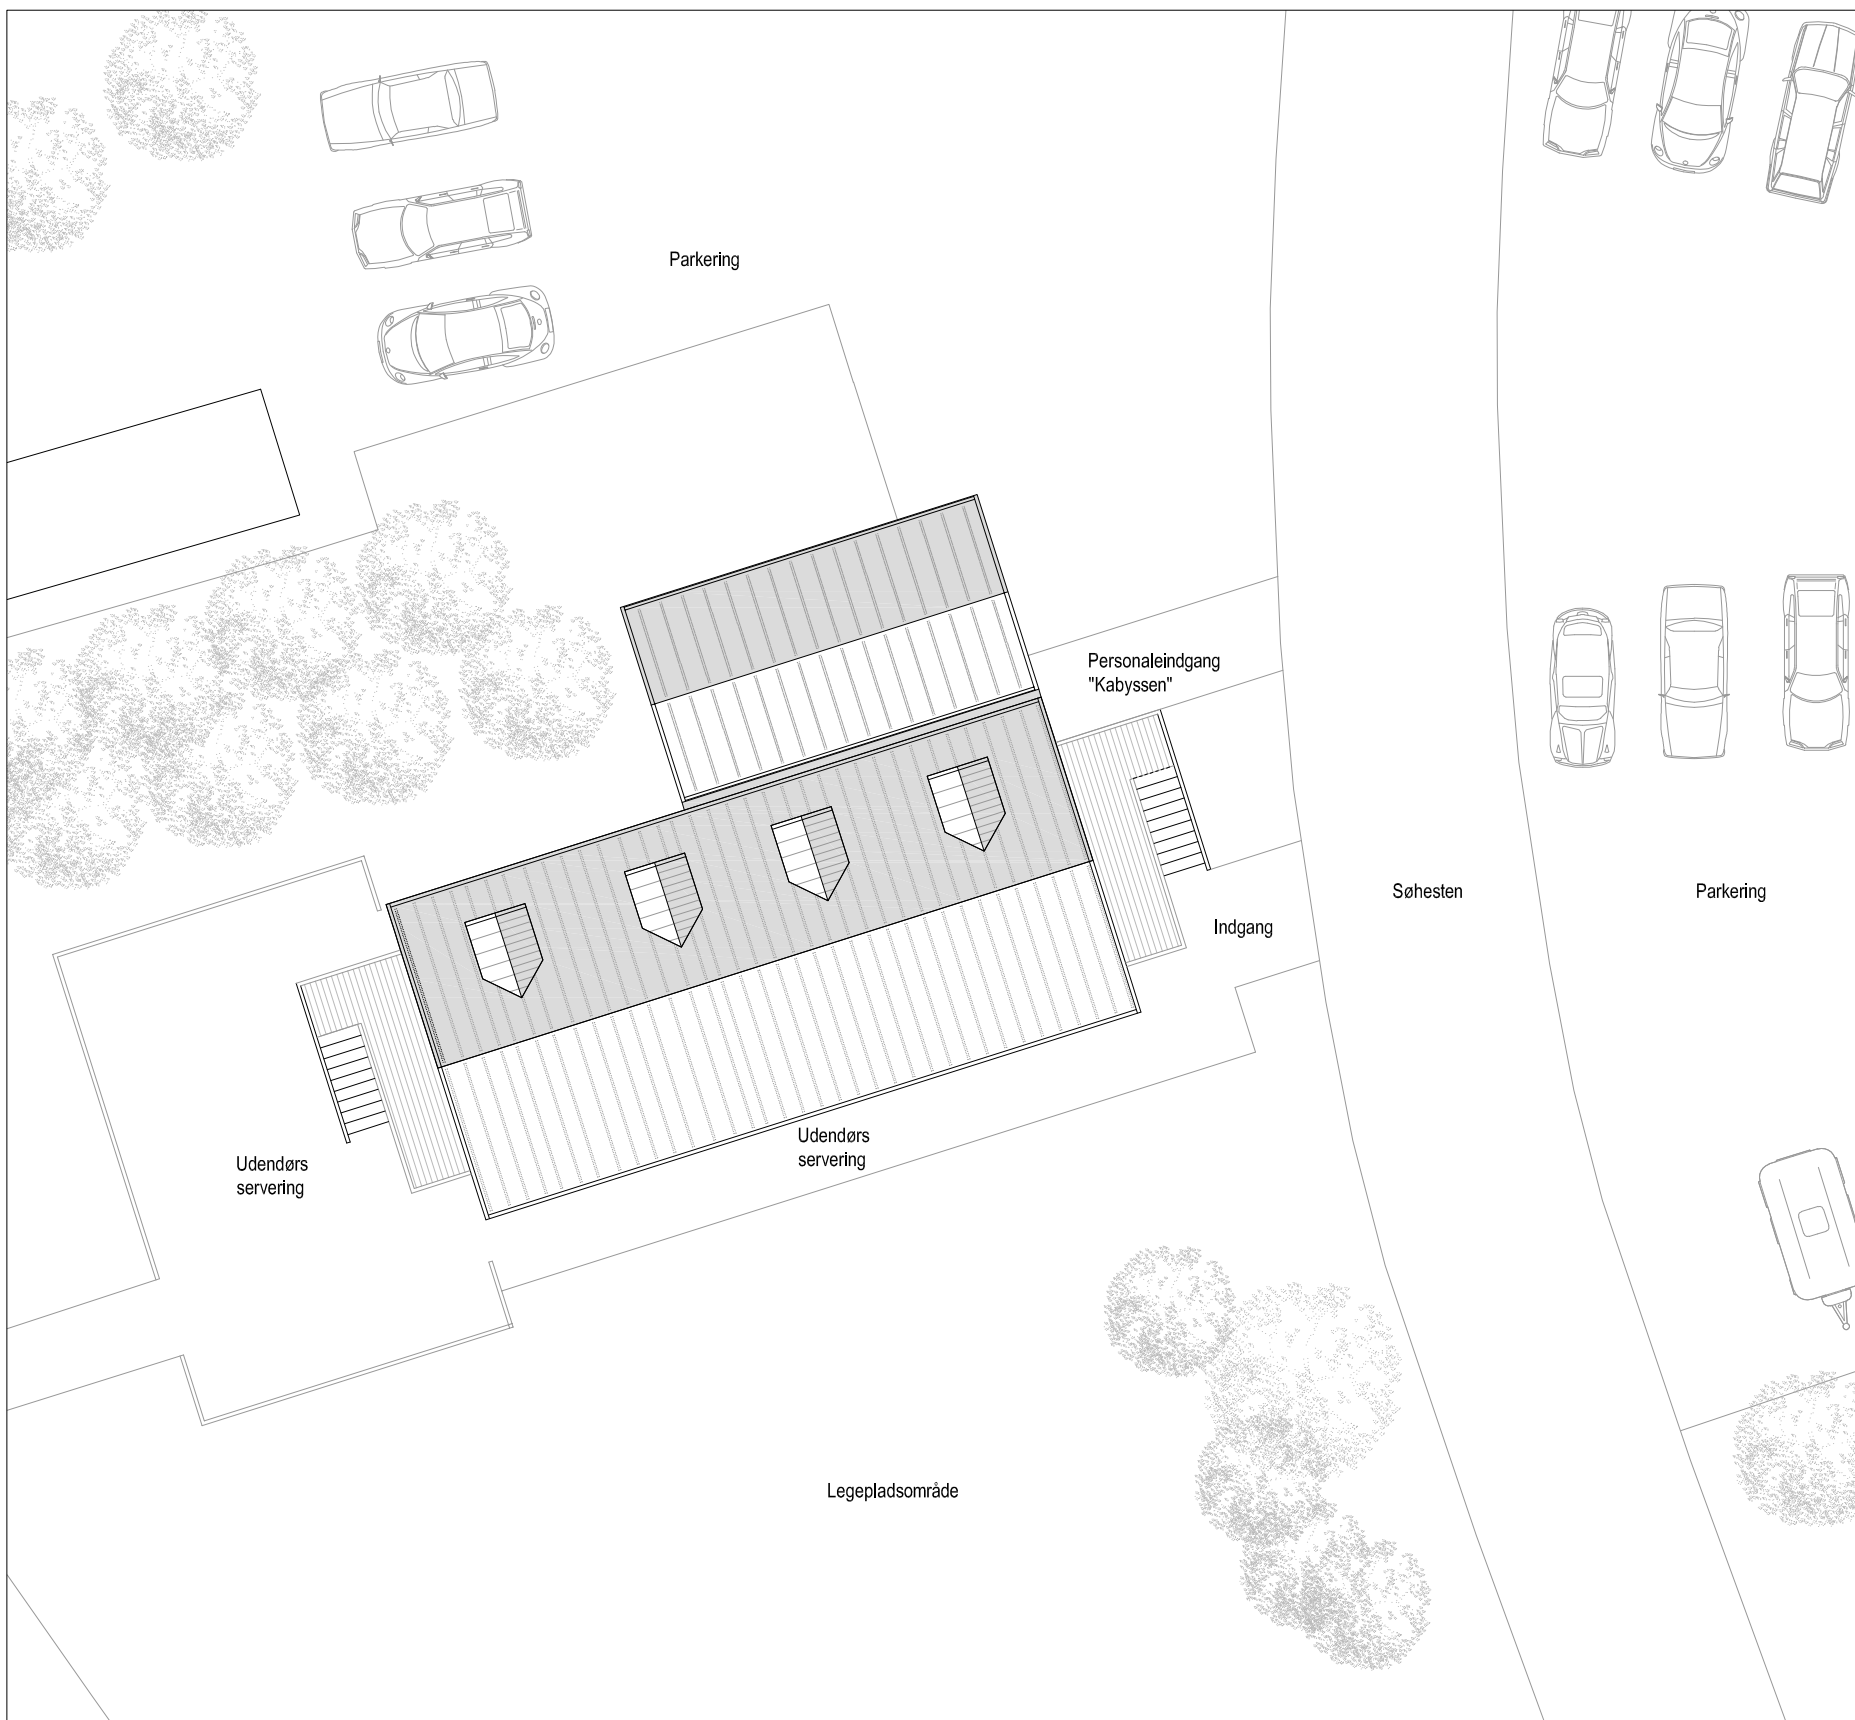 Parkering
Personaleindgang
"Kabyssen"
Søhesten
Parkering
Indgang
Udendørs
servering
Udendørs
servering
Legepladsområde